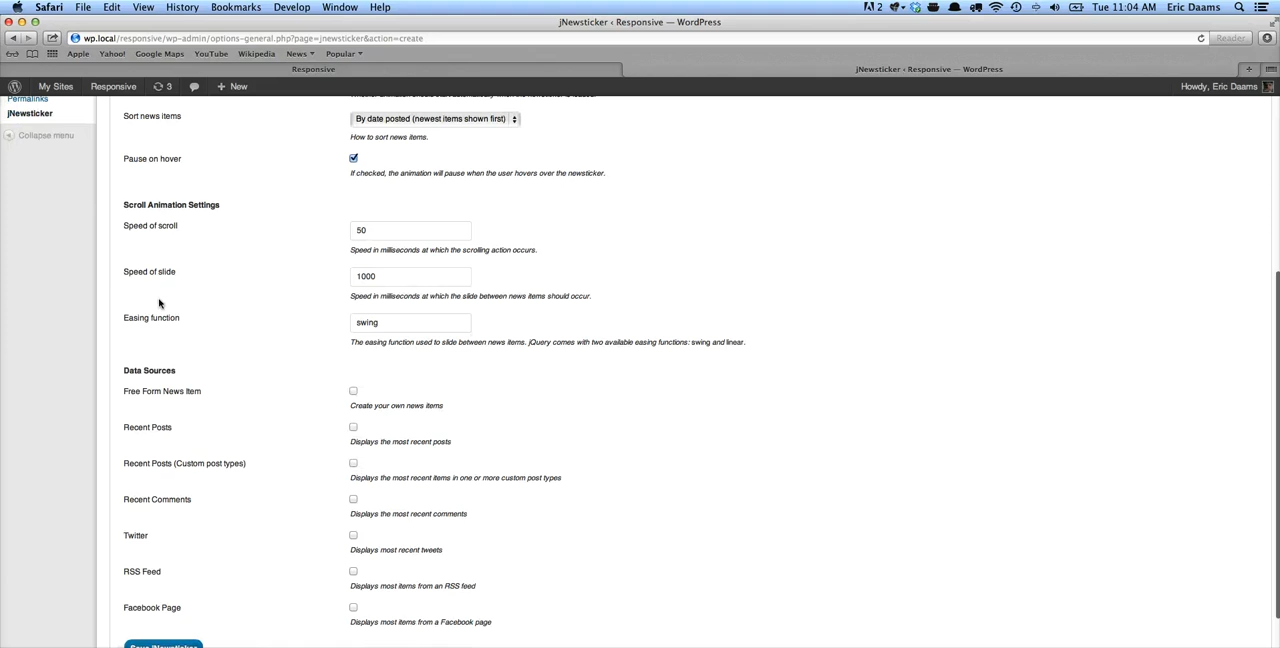 Safari File Edit View History Bookmarks Develop Window Help 2 Tue 11:04 AM Eric Daams
jNewsticker ‹ Responsive — WordPress
wp.local/responsive/wp-admin/options-general.php?page=jnewsticker&action=create Reader
Apple Yahoo! Google Maps YouTube Wikipedia News Popular
Responsive jNewsticker ‹ Responsive — WordPress
My Sites Responsive 3 + New Howdy, Eric Daams
Permalinks
jNewsticker
Collapse menu
Whether animation should start automatically when the newsticker is loaded.
Sort news items By date posted (newest items shown first)
How to sort news items.
Pause on hover
If checked, the animation will pause when the user hovers over the newsticker.
Scroll Animation Settings
Speed of scroll 50
Speed in milliseconds at which the scrolling action occurs.
Speed of slide 1000
Speed in milliseconds at which the slide between news items should occur.
Easing function swing
The easing function used to slide between news items. jQuery comes with two available easing functions: swing and linear.
Data Sources
Free Form News Item
Create your own news items
Recent Posts
Displays the most recent posts
Recent Posts (Custom post types)
Displays the most recent items in one or more custom post types
Recent Comments
Displays the most recent comments
Twitter
Displays most recent tweets
RSS Feed
Displays most items from an RSS feed
Facebook Page
Displays most items from a Facebook page
Save jNewsticker